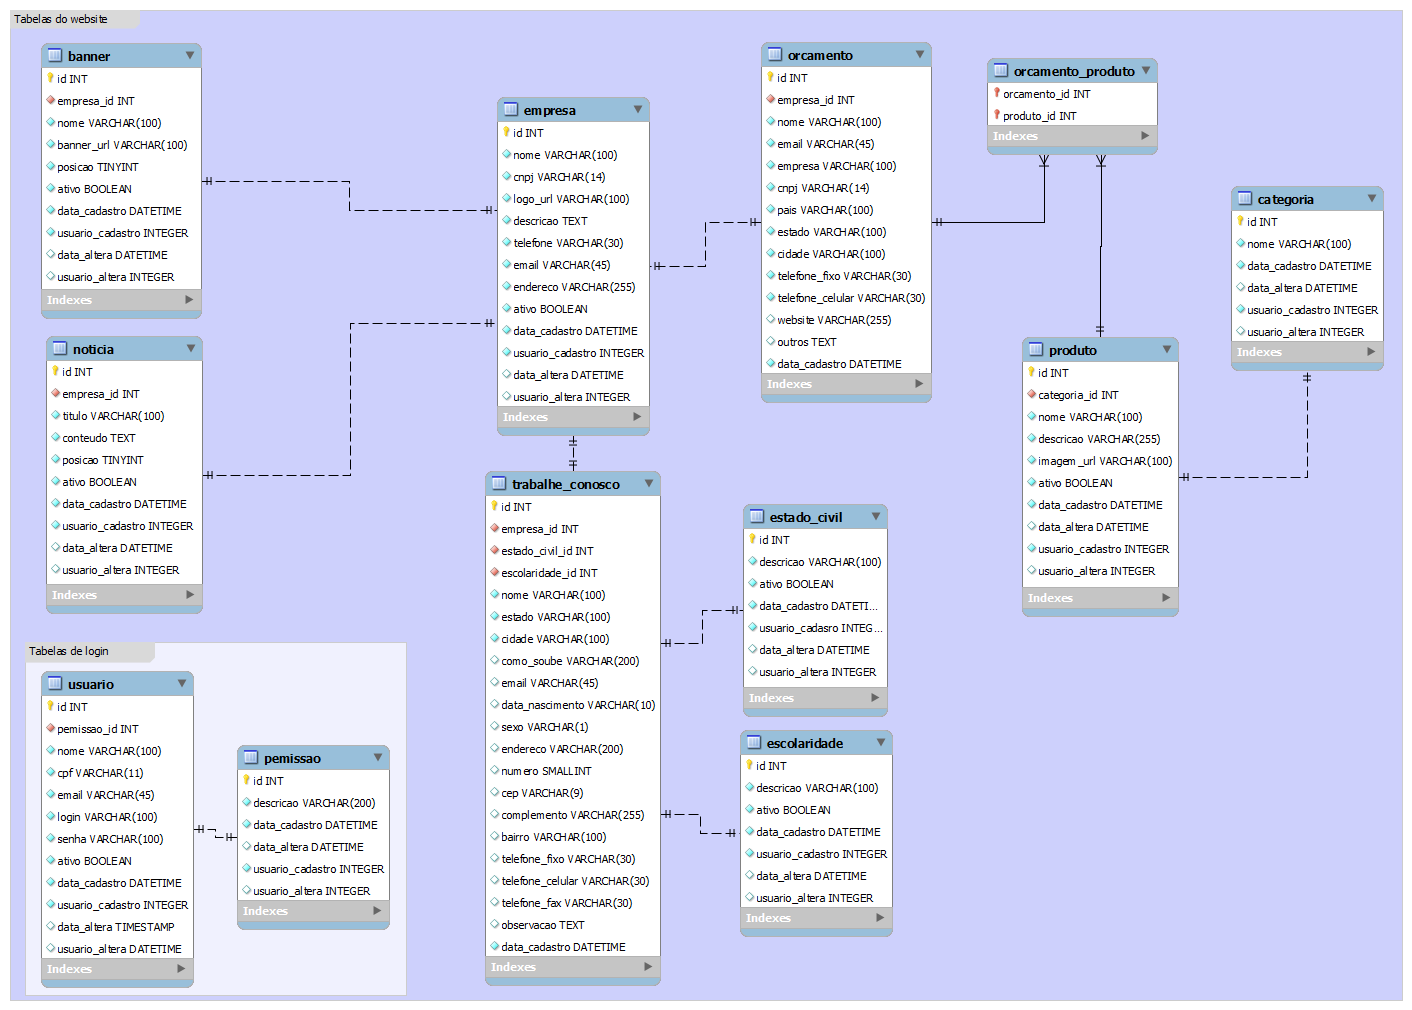 Tabelas do website
banner
id INT
empresa_id INT
nome VARCHAR(100)
banner_url VARCHAR(100)
posicao TINYINT
ativo BOOLEAN
data_cadastro DATETIME
usuario_cadastro INTEGER
data_altera DATETIME
usuario_altera INTEGER
Indexes
noticia
id INT
empresa_id INT
titulo VARCHAR(100)
conteudo TEXT
posicao TINYINT
ativo BOOLEAN
data_cadastro DATETIME
usuario_cadastro INTEGER
data_altera DATETIME
usuario_altera INTEGER
Indexes
empresa
id INT
nome VARCHAR(100)
cnpj VARCHAR(14)
logo_url VARCHAR(100)
descricao TEXT
telefone VARCHAR(30)
email VARCHAR(45)
endereco VARCHAR(255)
ativo BOOLEAN
data_cadastro DATETIME
usuario_cadastro INTEGER
data_altera DATETIME
usuario_altera INTEGER
Indexes
orcamento
id INT
empresa_id INT
nome VARCHAR(100)
email VARCHAR(45)
empresa VARCHAR(100)
cnpj VARCHAR(14)
pais VARCHAR(100)
estado VARCHAR(100)
cidade VARCHAR(100)
telefone_fixo VARCHAR(30)
telefone_celular VARCHAR(30)
website VARCHAR(255)
outros TEXT
data_cadastro DATETIME
Indexes
orcamento_produto
orcamento_id INT
produto_id INT
Indexes
categoria
id INT
nome VARCHAR(100)
data_cadastro DATETIME
data_altera DATETIME
usuario_cadastro INTEGER
usuario_altera INTEGER
Indexes
produto
id INT
categoria_id INT
nome VARCHAR(100)
descricao VARCHAR(255)
imagem_url VARCHAR(100)
ativo BOOLEAN
data_cadastro DATETIME
data_altera DATETIME
usuario_cadastro INTEGER
usuario_altera INTEGER
Indexes
trabalhe_conosco
id INT
empresa_id INT
estado_civil_id INT
escolaridade_id INT
nome VARCHAR(100)
estado VARCHAR(100)
cidade VARCHAR(100)
como_soube VARCHAR(200)
email VARCHAR(45)
data_nascimento VARCHAR(10)
sexo VARCHAR(1)
endereco VARCHAR(200)
numero SMALLINT
cep VARCHAR(9)
complemento VARCHAR(255)
bairro VARCHAR(100)
telefone_fixo VARCHAR(30)
telefone_celular VARCHAR(30)
telefone_fax VARCHAR(30)
observacao TEXT
data_cadastro DATETIME
Indexes
estado_civil
id INT
descricao VARCHAR(100)
ativo BOOLEAN
data_cadastro DATETI...
usuario_cadasro INTEG...
data_altera DATETIME
usuario_altera INTEGER
Indexes
escolaridade
id INT
descricao VARCHAR(100)
ativo BOOLEAN
data_cadastro DATETIME
usuario_cadastro INTEGER
data_altera DATETIME
usuario_altera INTEGER
Indexes
Tabelas de login
usuario
id INT
pemissao_id INT
nome VARCHAR(100)
cpf VARCHAR(11)
email VARCHAR(45)
login VARCHAR(100)
senha VARCHAR(100)
ativo BOOLEAN
data_cadastro DATETIME
usuario_cadastro INTEGER
data_altera TIMESTAMP
usuario_altera DATETIME
Indexes
pemissao
id INT
descricao VARCHAR(200)
data_cadastro DATETIME
data_altera DATETIME
usuario_cadastro INTEGER
usuario_altera INTEGER
Indexes